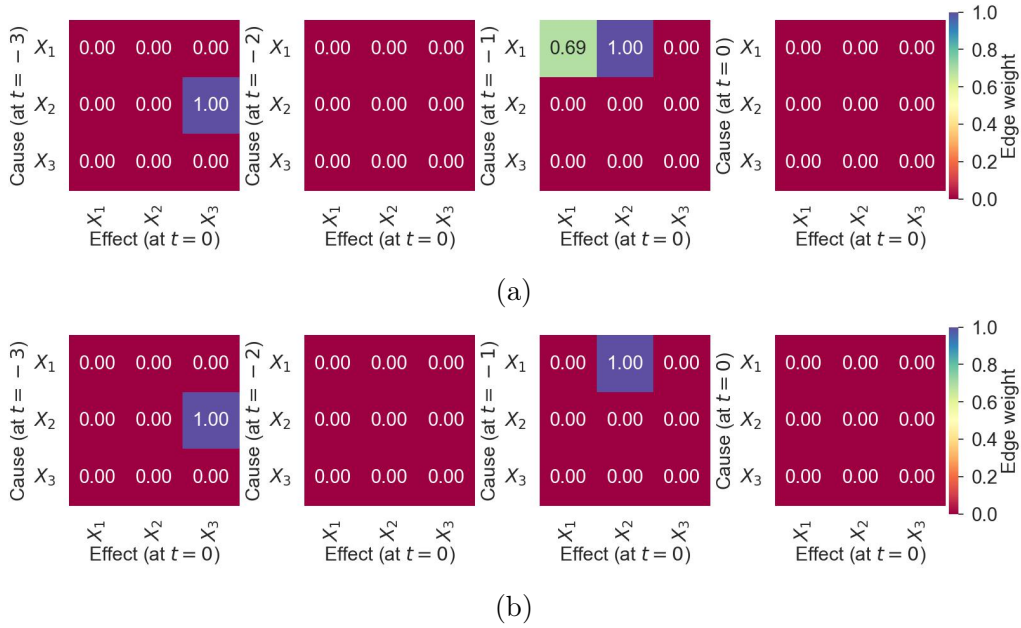 Cause (at t = −3)
X1 0.00 0.00 0.00
X2 0.00 0.00 1.00
X3 0.00 0.00 0.00
X1 X2 X3
Effect (at t = 0)
Cause (at t = −2)
X1 0.00 0.00 0.00
X2 0.00 0.00 0.00
X3 0.00 0.00 0.00
X1 X2 X3
Effect (at t = 0)
Cause (at t = −1)
X1 0.69 1.00 0.00
X2 0.00 0.00 0.00
X3 0.00 0.00 0.00
X1 X2 X3
Effect (at t = 0)
Cause (at t = 0)
X1 0.00 0.00 0.00
X2 0.00 0.00 0.00
X3 0.00 0.00 0.00
X1 X2 X3
Effect (at t = 0)
1.0
0.8
0.6
0.4
0.2
0.0
Edge weight
(a)
Cause (at t = −3)
X1 0.00 0.00 0.00
X2 0.00 0.00 1.00
X3 0.00 0.00 0.00
X1 X2 X3
Effect (at t = 0)
Cause (at t = −2)
X1 0.00 0.00 0.00
X2 0.00 0.00 0.00
X3 0.00 0.00 0.00
X1 X2 X3
Effect (at t = 0)
Cause (at t = −1)
X1 0.00 1.00 0.00
X2 0.00 0.00 0.00
X3 0.00 0.00 0.00
X1 X2 X3
Effect (at t = 0)
Cause (at t = 0)
X1 0.00 0.00 0.00
X2 0.00 0.00 0.00
X3 0.00 0.00 0.00
X1 X2 X3
Effect (at t = 0)
1.0
0.8
0.6
0.4
0.2
0.0
Edge weight
(b)